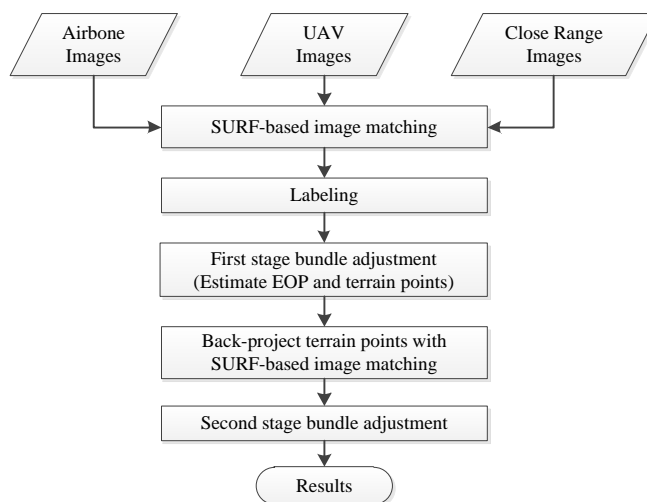 Airbone
Images
UAV
Images
Close Range
Images
SURF-based image matching
Labeling
First stage bundle adjustment
(Estimate EOP and terrain points)
Back-project terrain points with
SURF-based image matching
Second stage bundle adjustment
Results